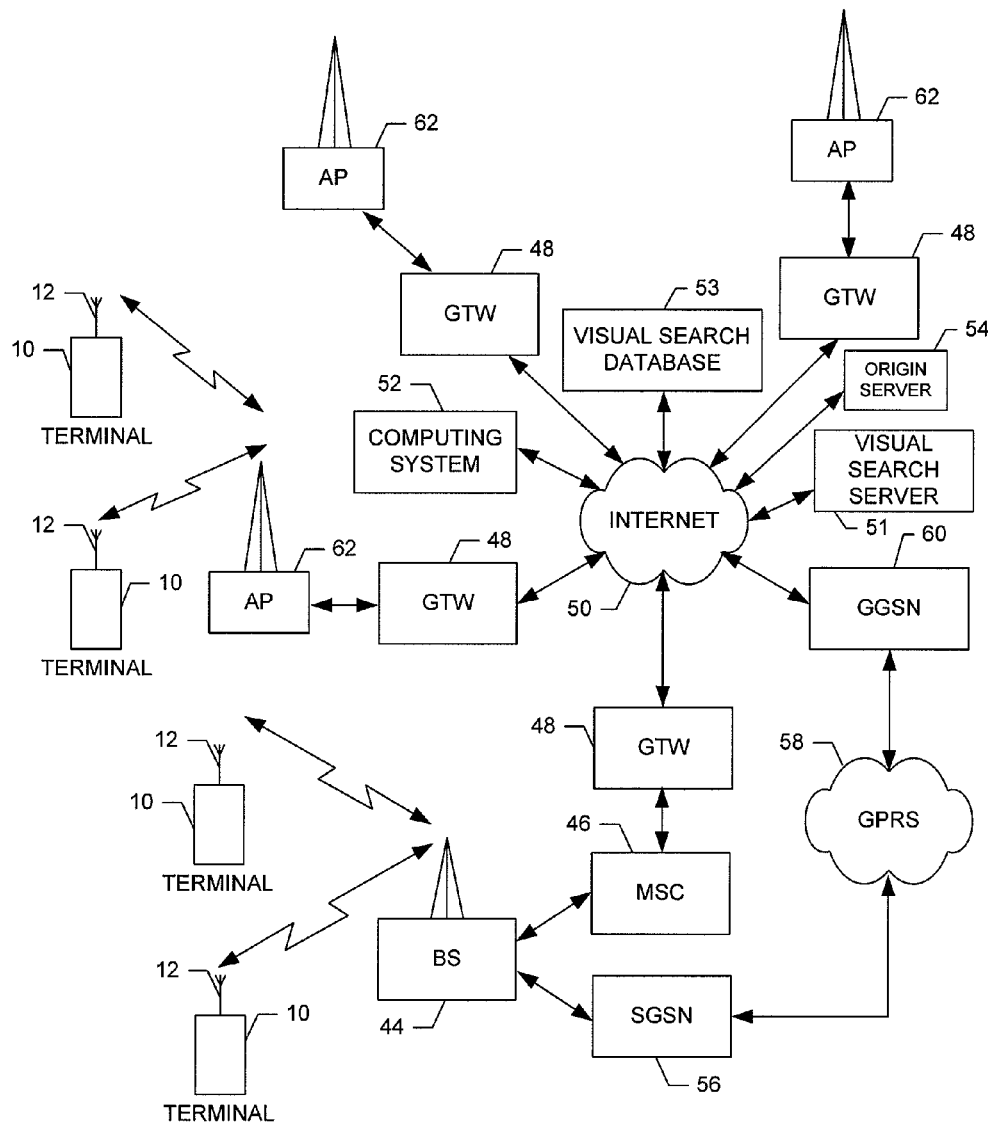 62
AP
62
AP
48
GTW
48
GTW
53
VISUAL SEARCH
DATABASE
54
ORIGIN
SERVER
12
10
TERMINAL
52
COMPUTING
SYSTEM
VISUAL
SEARCH
SERVER
51
INTERNET
50
12
10
TERMINAL
62
AP
48
GTW
60
GGSN
48
GTW
58
GPRS
12
10
TERMINAL
46
MSC
BS
44
12
10
TERMINAL
SGSN
56